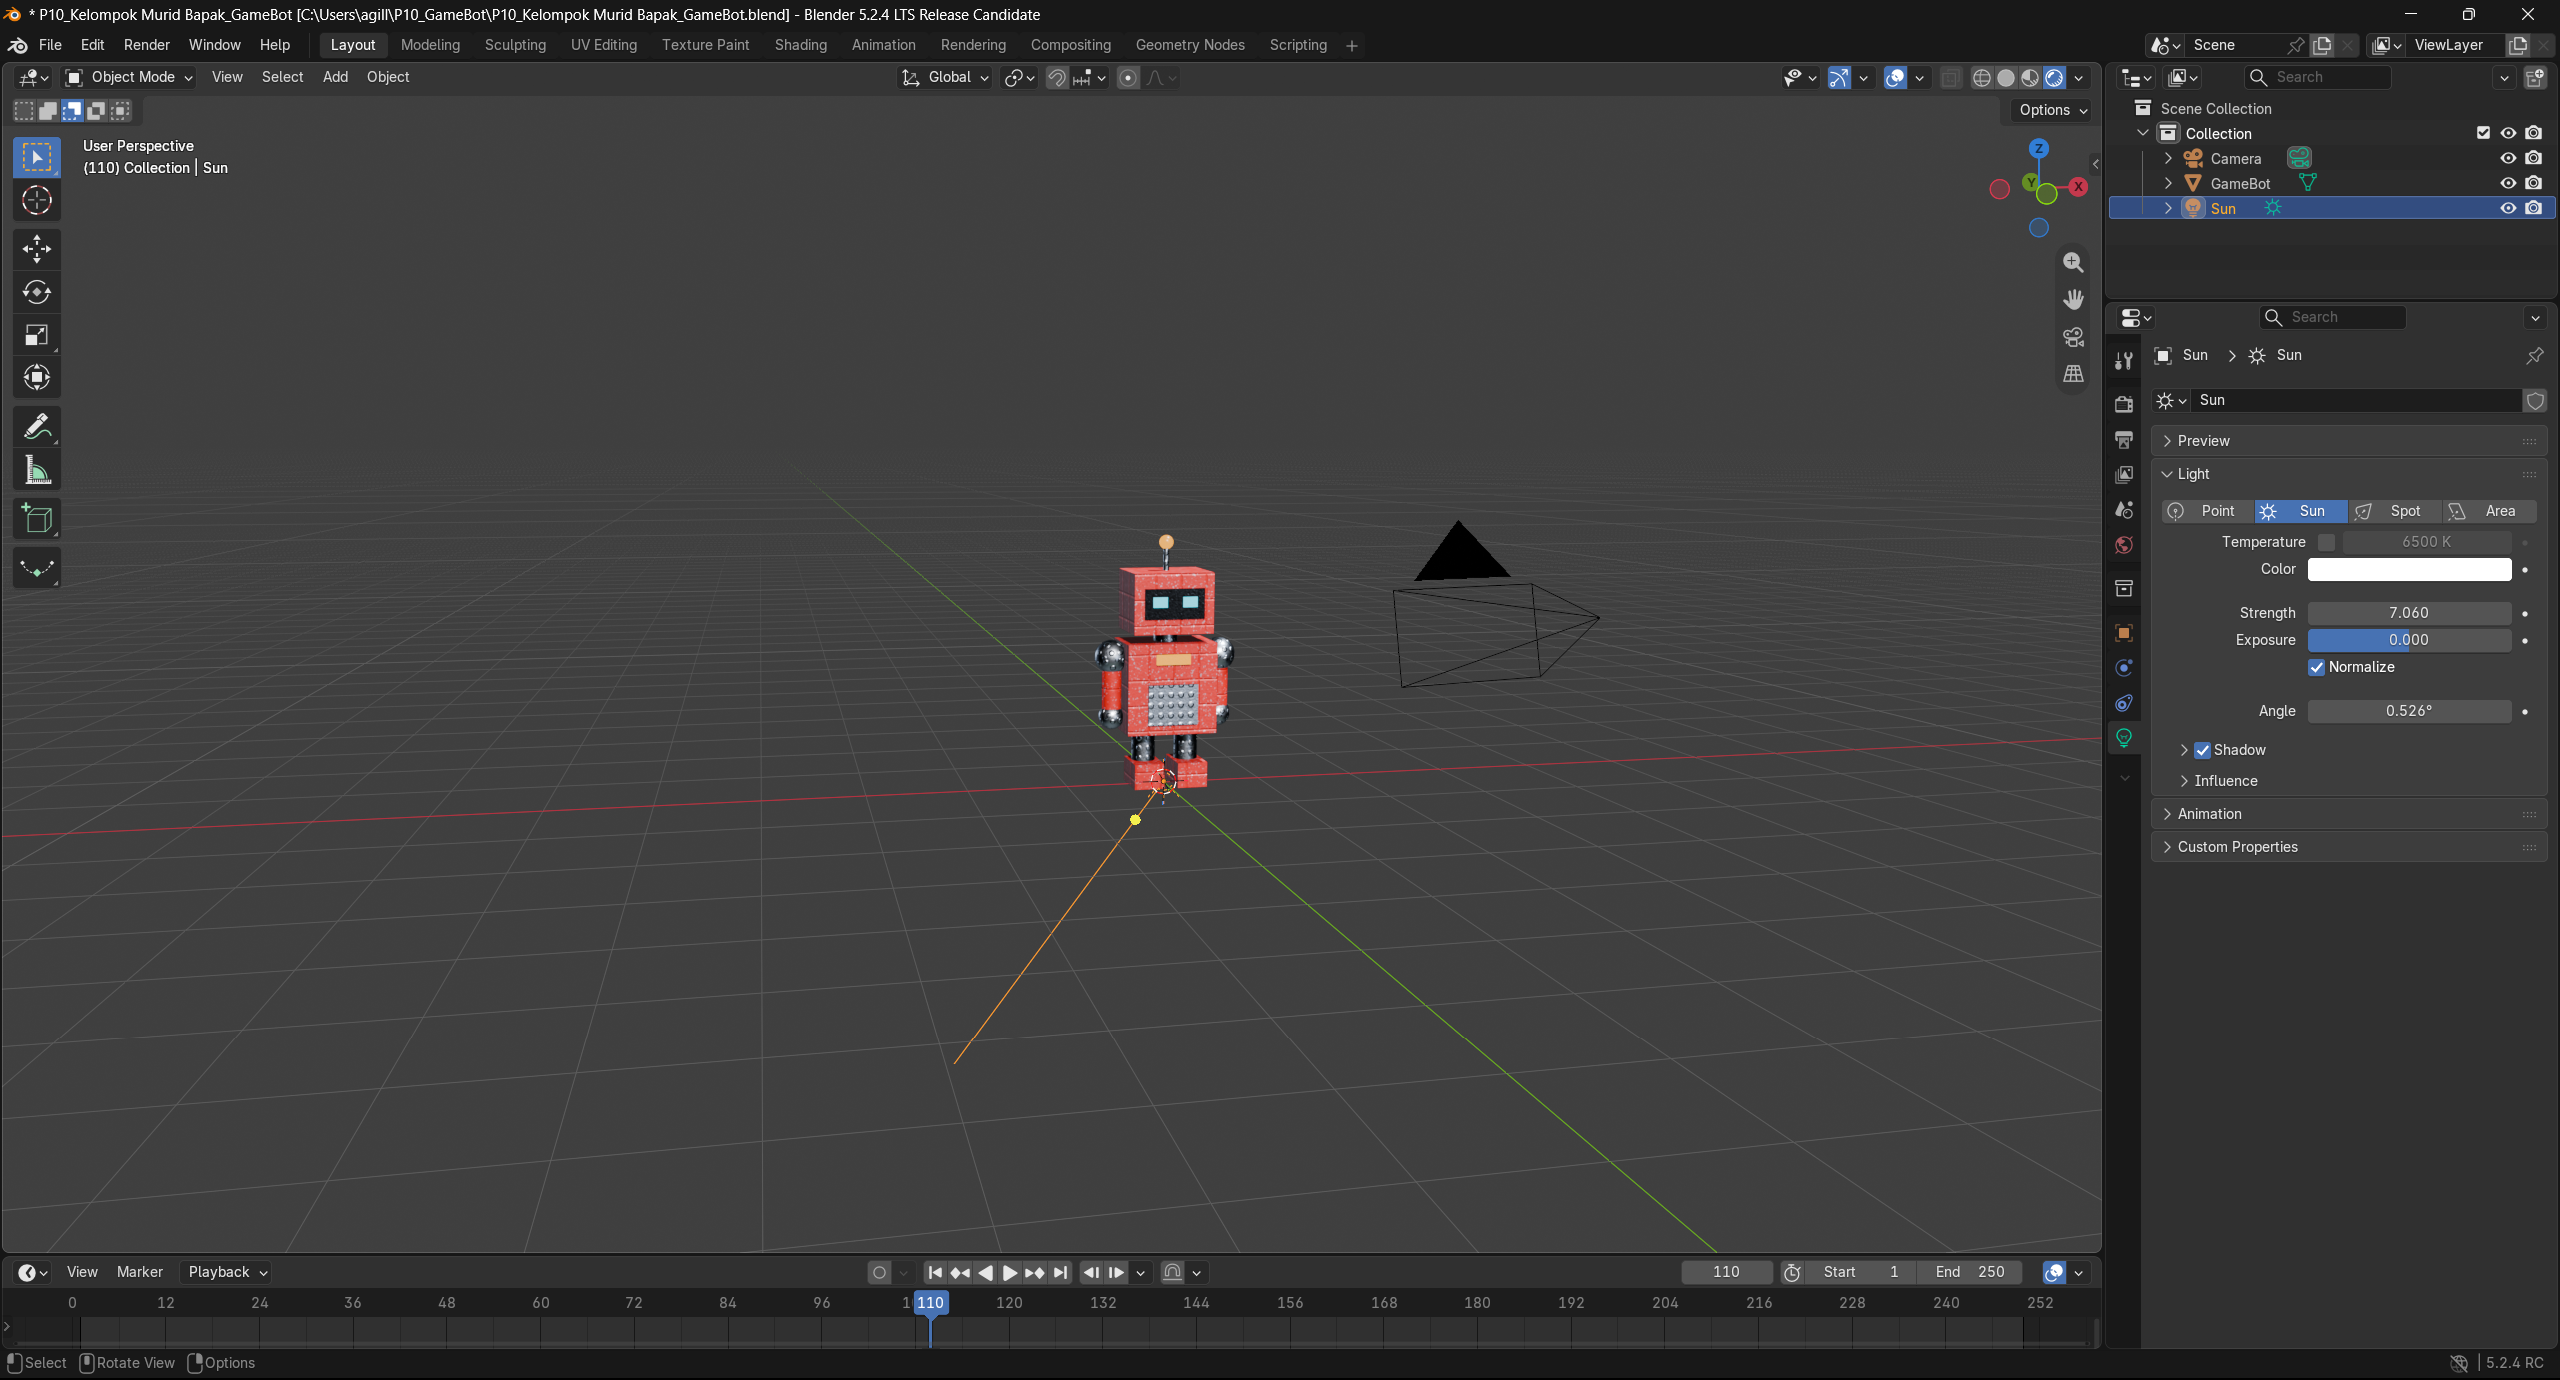 * P10_Kelompok Murid Bapak_GameBot [C:\Users\agill\P10_GameBot\P10_Kelompok Murid Bapak_GameBot.blend] - Blender 5.2.4 LTS Release Candidate
File Edit Render Window Help Layout Modeling Sculpting UV Editing Texture Paint Shading Animation Rendering Compositing Geometry Nodes Scripting + Scene ViewLayer
Object Mode View Select Add Object Global Search
Options
User Perspective
(110) Collection | Sun
Z
Y
X
Scene Collection
Collection
Camera
GameBot
Sun
Search
Sun > Sun
Sun
Preview
Light
Point Sun Spot Area
Temperature 6500 K
Color
Strength 7.060
Exposure 0.000
Normalize
Angle 0.526°
Shadow
Influence
Animation
Custom Properties
View Marker Playback 110 Start 1 End 250
0 12 24 36 48 60 72 84 96 110 120 132 144 156 168 180 192 204 216 228 240 252
Select Rotate View Options 5.2.4 RC